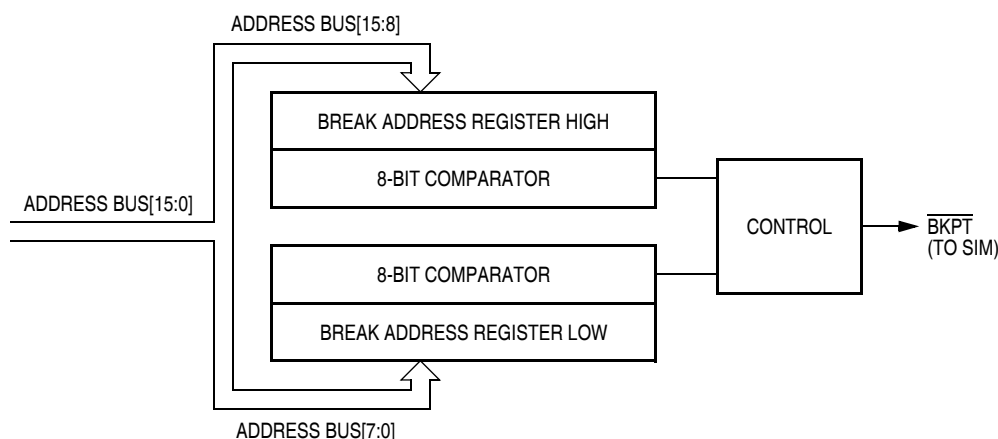 ADDRESS BUS[15:8]
BREAK ADDRESS REGISTER HIGH
8-BIT COMPARATOR
ADDRESS BUS[15:0]
CONTROL
BKPT
(TO SIM)
8-BIT COMPARATOR
BREAK ADDRESS REGISTER LOW
ADDRESS BUS[7:0]